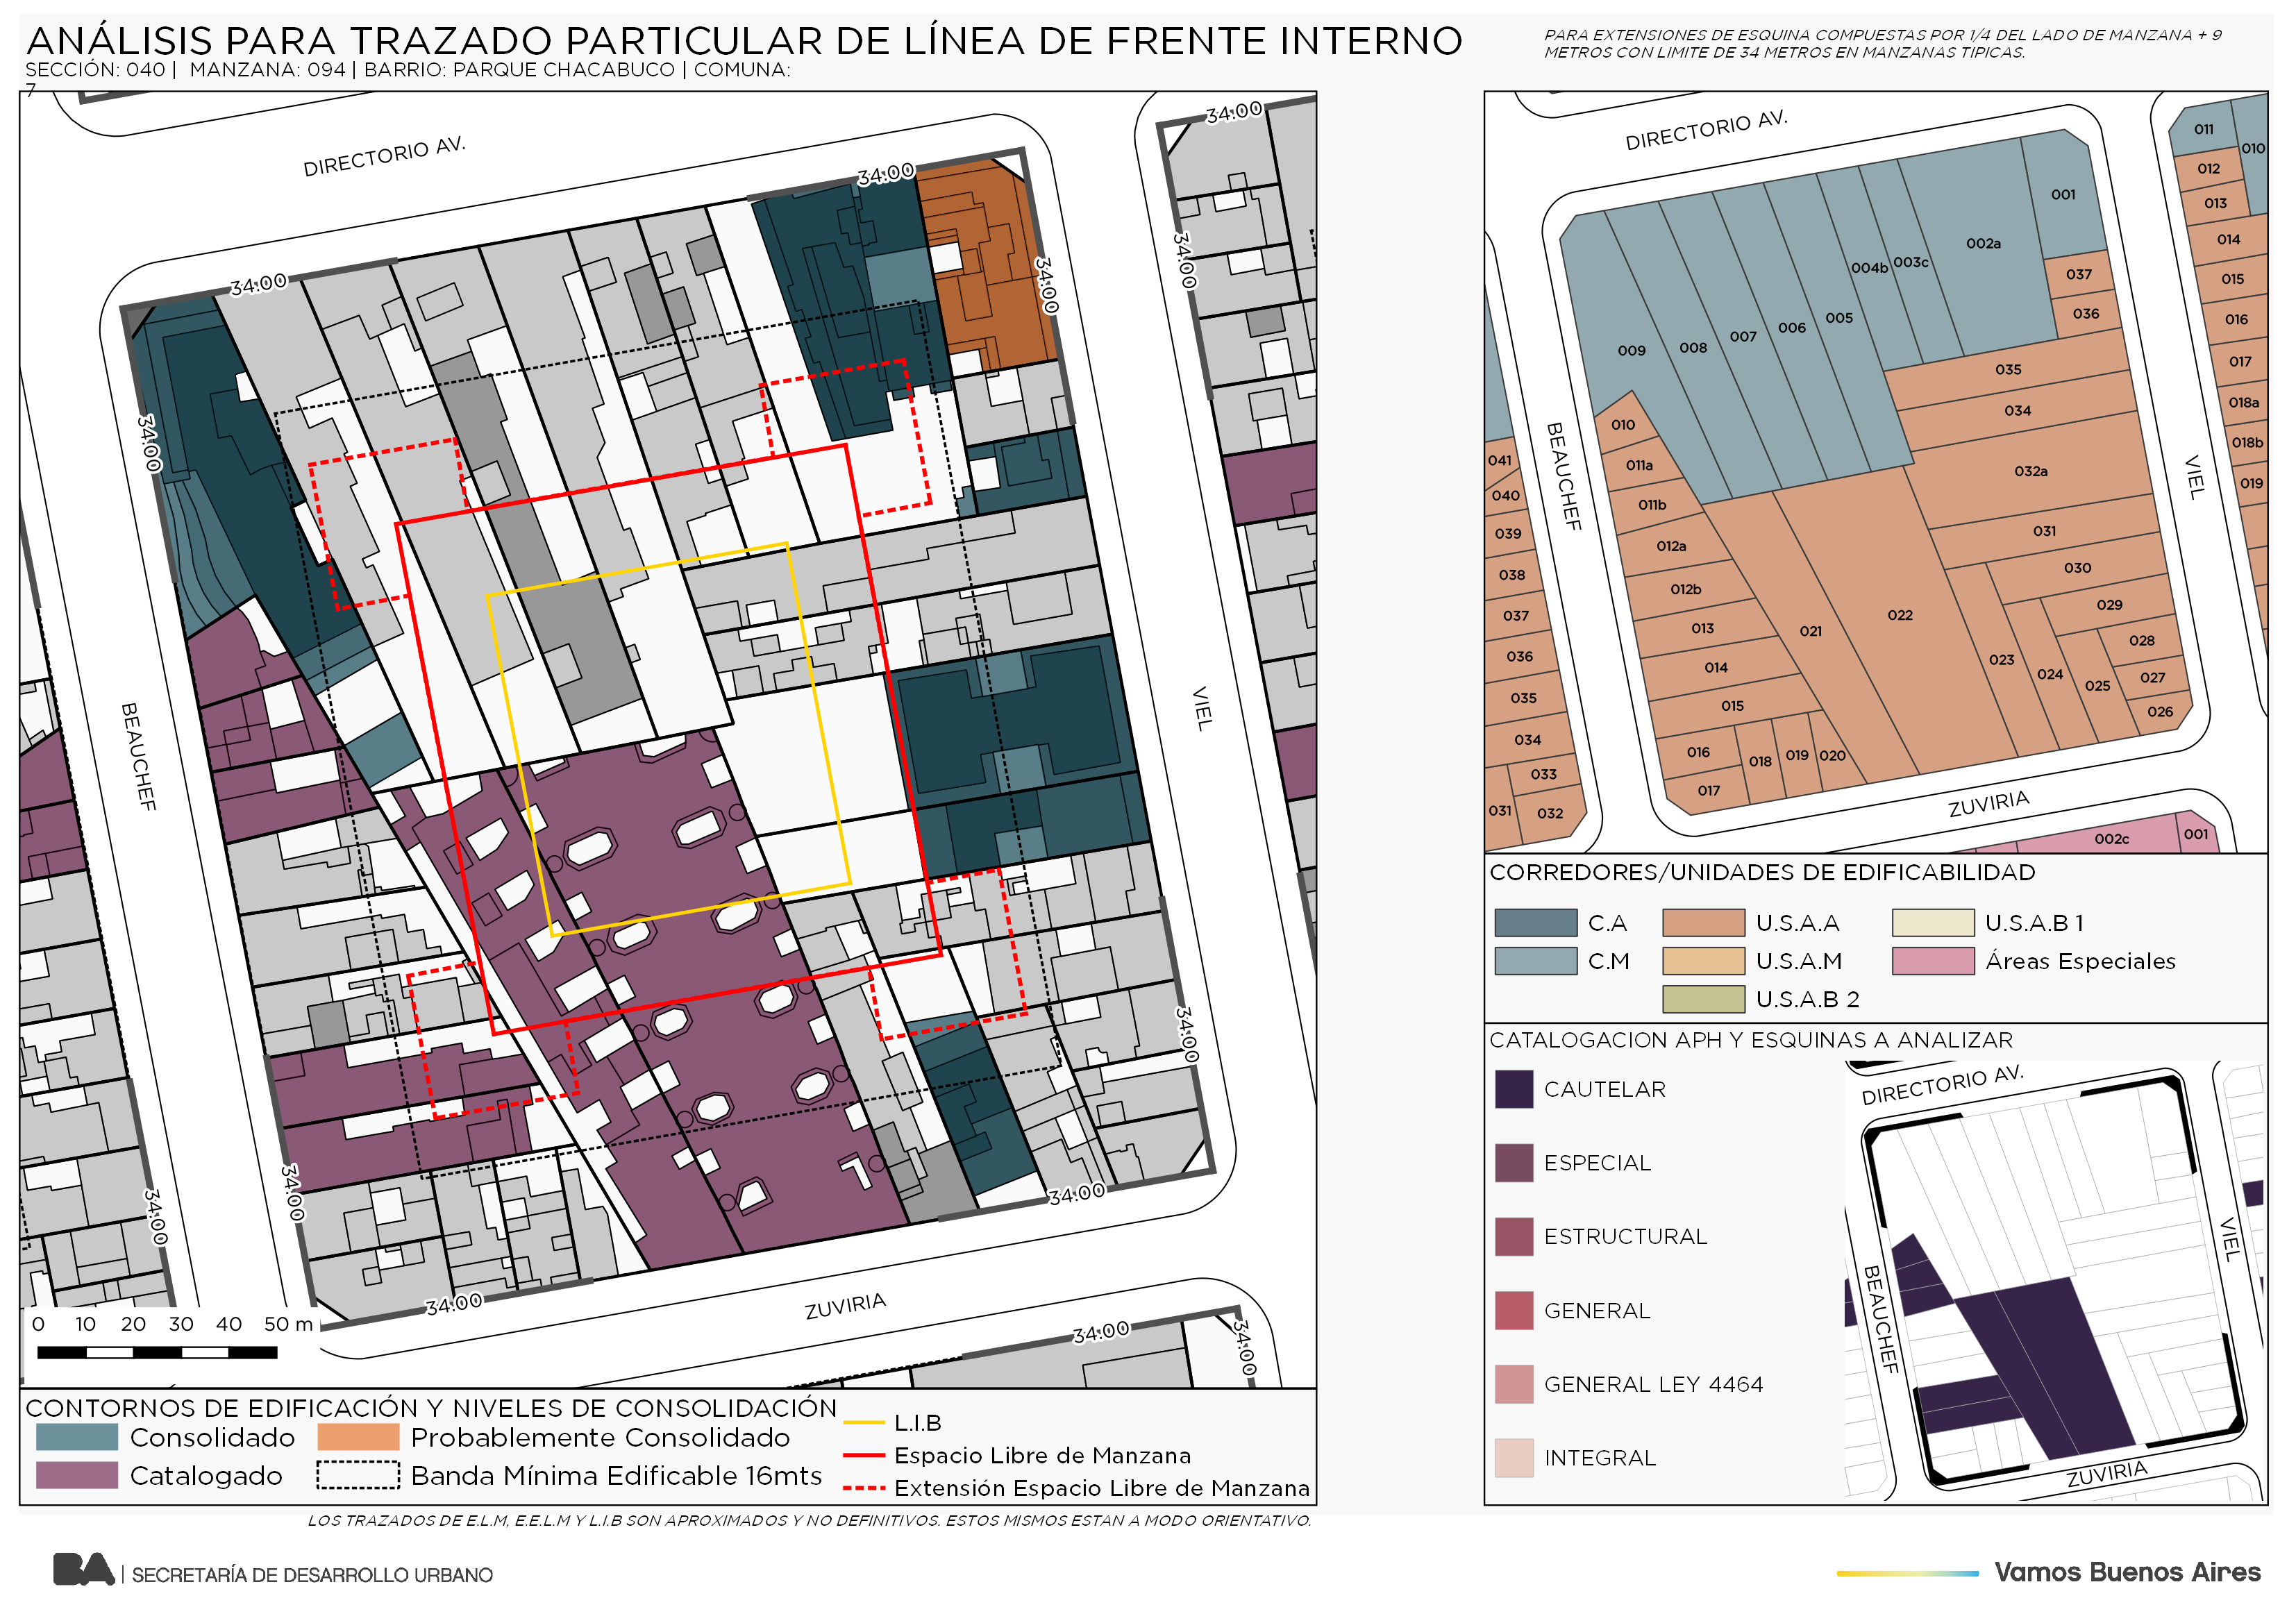 ANÁLISIS PARA TRAZADO PARTICULAR DE LÍNEA DE FRENTE INTERNO
SECCIÓN: 040 | MANZANA: 094 | BARRIO: PARQUE CHACABUCO | COMUNA:
7
PARA EXTENSIONES DE ESQUINA COMPUESTAS POR 1/4 DEL LADO DE MANZANA + 9
METROS CON LIMITE DE 34 METROS EN MANZANAS TIPICAS.
DIRECTORIO AV.
34:00
34:00
34:00
34:00
34:00
34:00
BEAUCHEF
VIEL
34:00
34:00
34:00
34:00
34:00
34:00
ZUVIRIA
34:00
34:00
0 10 20 30 40 50 m
CONTORNOS DE EDIFICACIÓN Y NIVELES DE CONSOLIDACIÓN
Consolidado
Probablemente Consolidado
Catalogado
Banda Mínima Edificable 16mts
L.I.B
Espacio Libre de Manzana
Extensión Espacio Libre de Manzana
LOS TRAZADOS DE E.L.M, E.E.L.M Y L.I.B SON APROXIMADOS Y NO DEFINITIVOS. ESTOS MISMOS ESTAN A MODO ORIENTATIVO.
DIRECTORIO AV.
BEAUCHEF
VIEL
ZUVIRIA
001
002a
003c
004b
005
006
007
008
009
010
011a
011b
012a
012b
013
014
015
016
017
018
019
020
021
022
023
024
025
026
027
028
029
030
031
032a
034
035
036
037
011
010
012
013
014
015
016
017
018a
018b
019
041
040
039
038
037
036
035
034
033
031
032
002c
001
CORREDORES/UNIDADES DE EDIFICABILIDAD
C.A
U.S.A.A
U.S.A.B 1
C.M
U.S.A.M
Áreas Especiales
U.S.A.B 2
CATALOGACION APH Y ESQUINAS A ANALIZAR
CAUTELAR
ESPECIAL
ESTRUCTURAL
GENERAL
GENERAL LEY 4464
INTEGRAL
DIRECTORIO AV.
BEAUCHEF
VIEL
ZUVIRIA
BA | SECRETARÍA DE DESARROLLO URBANO
Vamos Buenos Aires